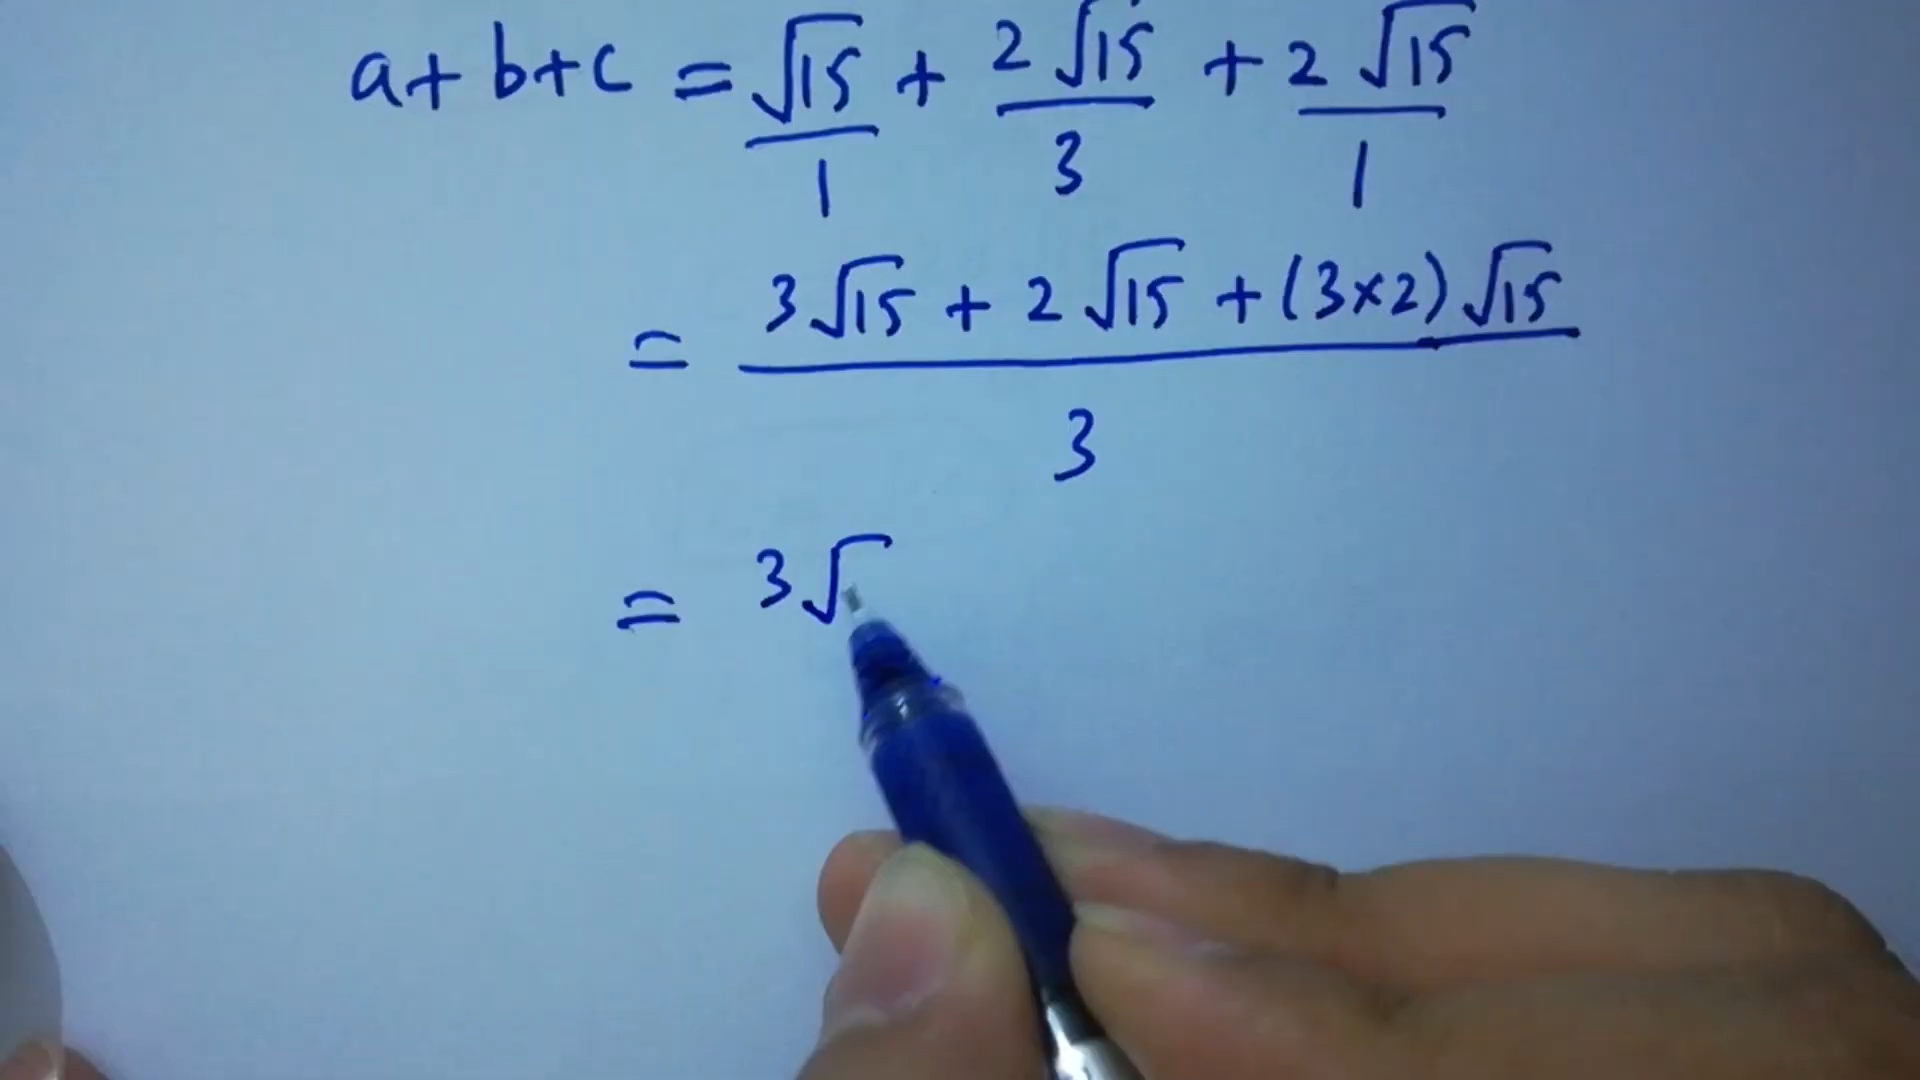 a+b+c = √15/1 + 2√15/3 + 2√15/1
= 3√15 + 2√15 + (3×2)√15 / 3
= 3√